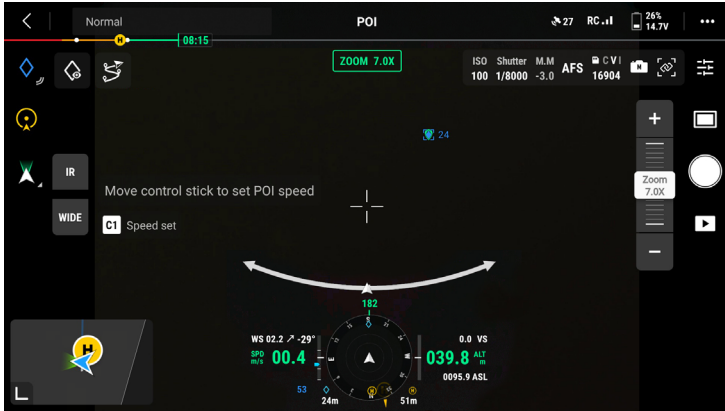 Normal
POI
27
RC
26%
14.7V
H
08:15
ZOOM 7.0X
ISO Shutter M.M
100 1/8000 -3.0
AFS
C V I
16904
24
IR
WIDE
Move control stick to set POI speed
C1 Speed set
+
Zoom
7.0X
−
182
WS 02.2 ↗ -29°
0.0 VS
SPD
m/s
00.4
039.8 ALT
m
0095.9 ASL
53
24m
H
51m
H